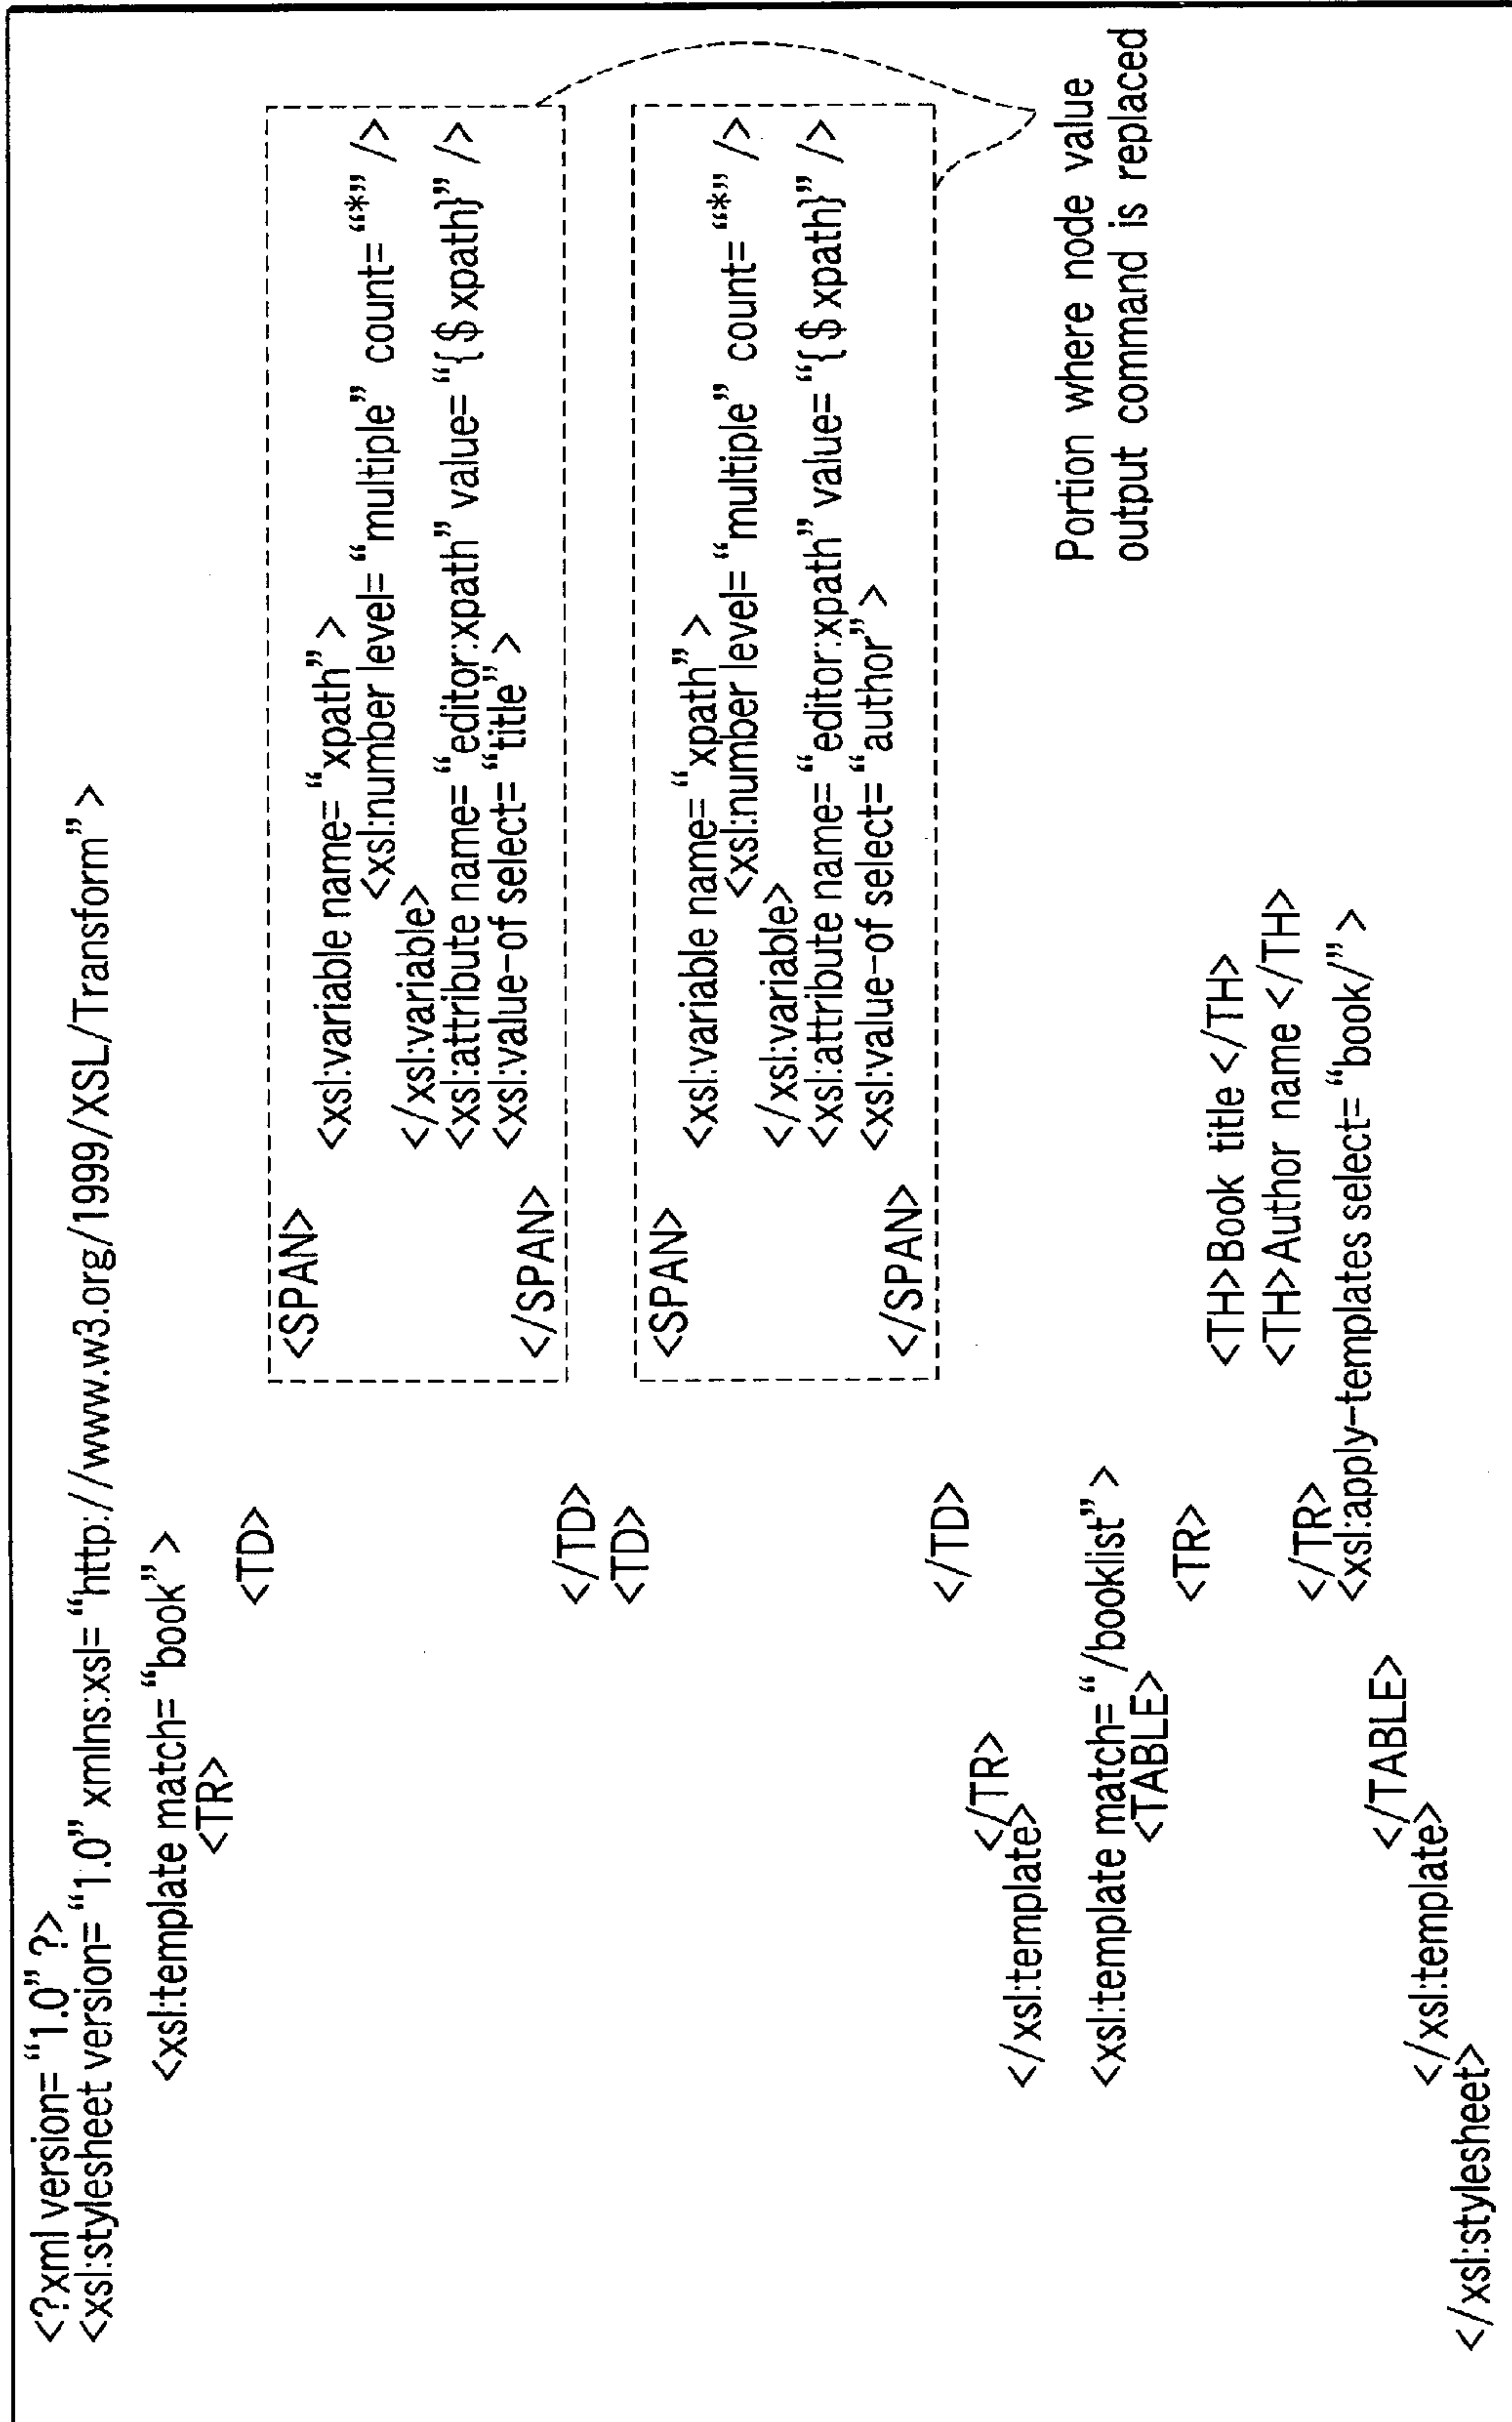 <?xml version=“1.0” ?>
<xsl:stylesheet version=“1.0” xmlns:xsl=“http://www.w3.org/1999/XSL/Transform”>
<xsl:template match=“book”>
<TR>
<TD>
<SPAN>
<xsl:variable name=“xpath”>
<xsl:number level=“multiple” count=“*” />
</xsl:variable>
<xsl:attribute name=“editor:xpath” value=“{$xpath}” />
<xsl:value-of select=“title”>
</SPAN>
</TD>
<TD>
<SPAN>
<xsl:variable name=“xpath”>
<xsl:number level=“multiple” count=“*” />
</xsl:variable>
<xsl:attribute name=“editor:xpath” value=“{$xpath}” />
<xsl:value-of select=“author”>
</SPAN>
</TD>
</TR>
</xsl:template>
Portion where node value
output command is replaced
<xsl:template match=“/booklist”>
<TABLE>
<TR>
<TH>Book title </TH>
<TH>Author name </TH>
</TR>
<xsl:apply-templates select=“book/”>
</TABLE>
</xsl:template>
</xsl:stylesheet>